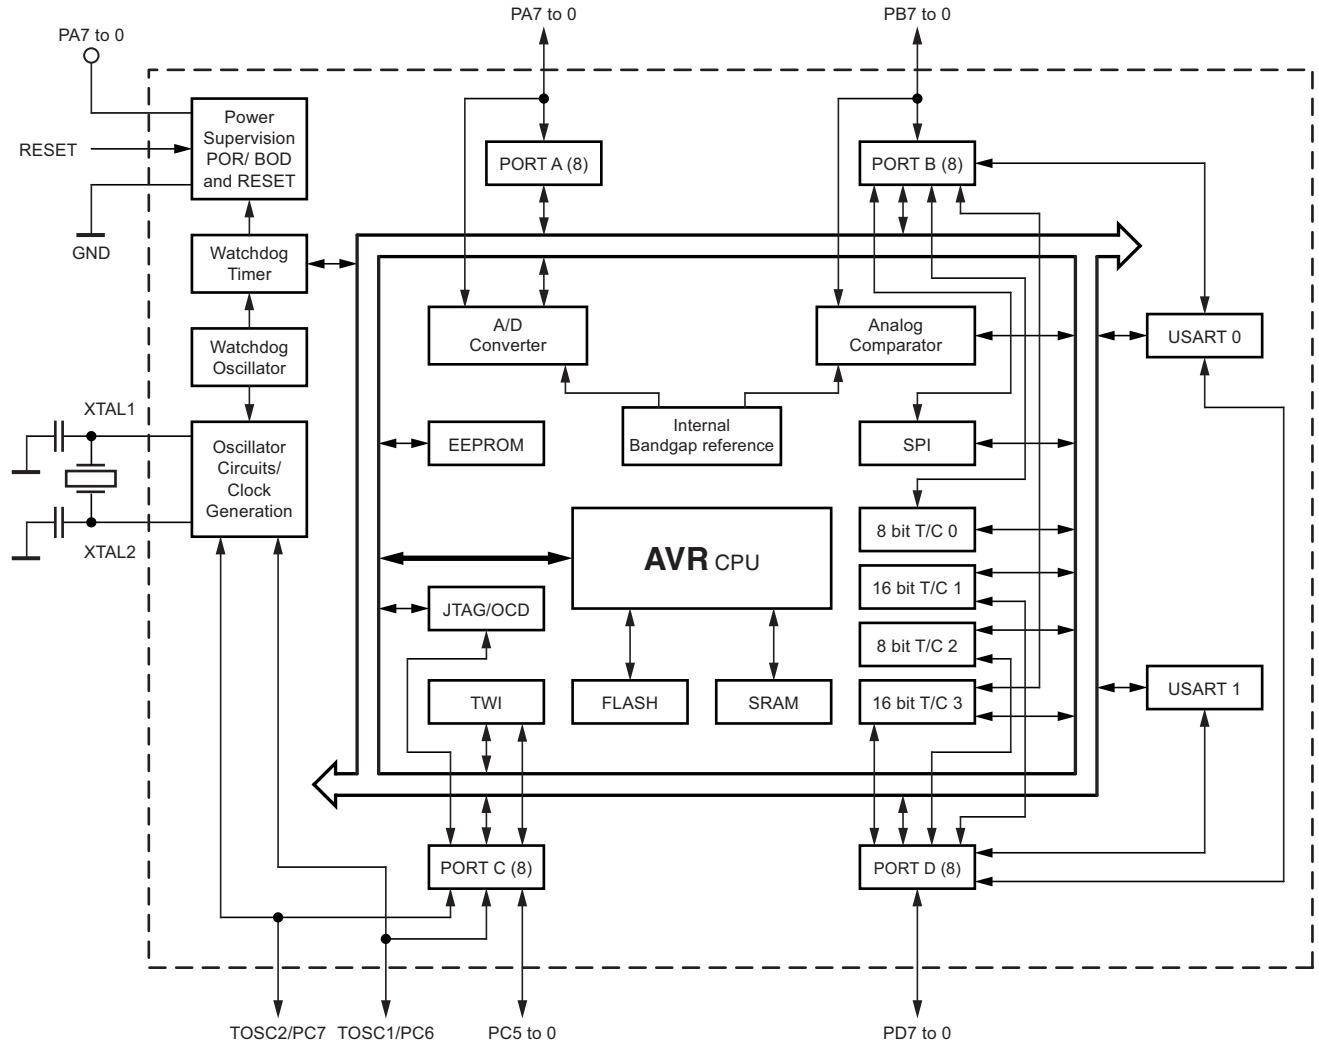 PA7 to 0
PB7 to 0
PA7 to 0
Power
Supervision
POR/ BOD
and RESET
RESET
GND
PORT A (8)
PORT B (8)
Watchdog
Timer
Watchdog
Oscillator
A/D
Converter
Analog
Comparator
USART 0
XTAL1
Oscillator
Circuits/
Clock
Generation
XTAL2
EEPROM
Internal
Bandgap reference
SPI
8 bit T/C 0
AVR CPU
16 bit T/C 1
JTAG/OCD
8 bit T/C 2
TWI
FLASH
SRAM
16 bit T/C 3
USART 1
PORT C (8)
PORT D (8)
TOSC2/PC7
TOSC1/PC6
PC5 to 0
PD7 to 0